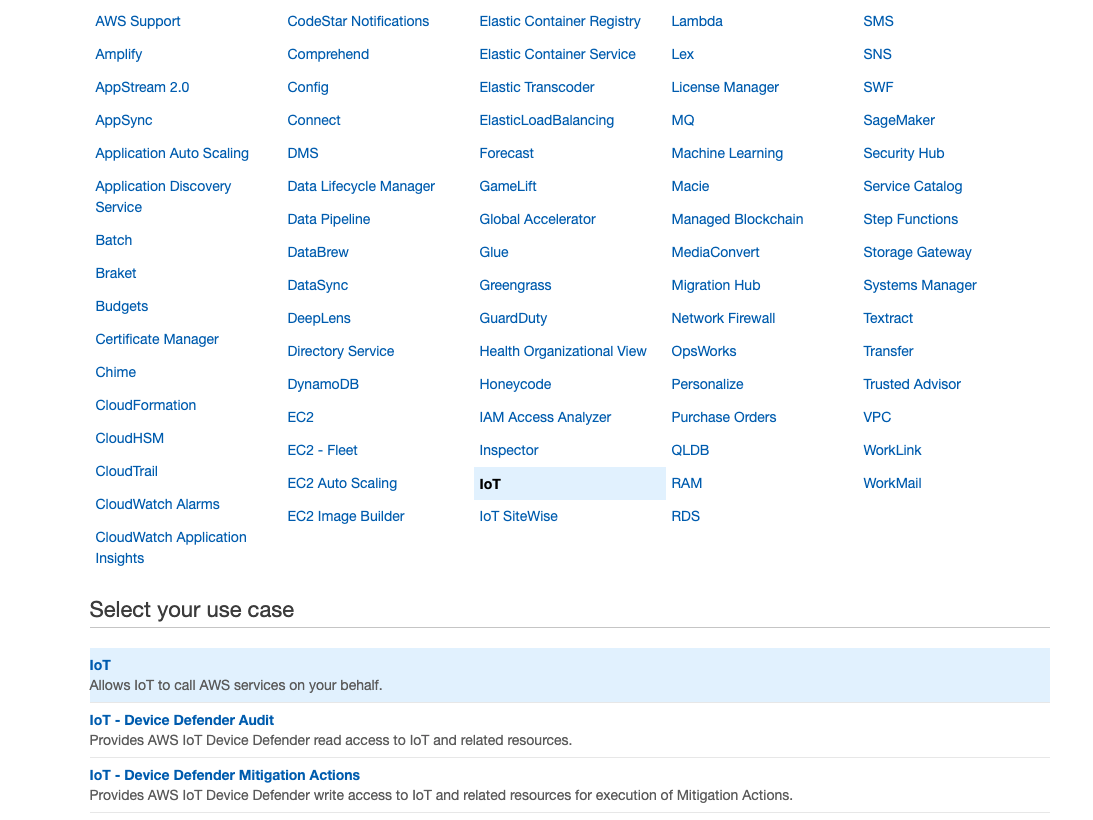 AWS Support
Amplify
AppStream 2.0
AppSync
Application Auto Scaling
Application Discovery
Service
Batch
Braket
Budgets
Certificate Manager
Chime
CloudFormation
CloudHSM
CloudTrail
CloudWatch Alarms
CloudWatch Application
Insights
CodeStar Notifications
Comprehend
Config
Connect
DMS
Data Lifecycle Manager
Data Pipeline
DataBrew
DataSync
DeepLens
Directory Service
DynamoDB
EC2
EC2 - Fleet
EC2 Auto Scaling
EC2 Image Builder
Elastic Container Registry
Elastic Container Service
Elastic Transcoder
ElasticLoadBalancing
Forecast
GameLift
Global Accelerator
Glue
Greengrass
GuardDuty
Health Organizational View
Honeycode
IAM Access Analyzer
Inspector
IoT
IoT SiteWise
Lambda
Lex
License Manager
MQ
Machine Learning
Macie
Managed Blockchain
MediaConvert
Migration Hub
Network Firewall
OpsWorks
Personalize
Purchase Orders
QLDB
RAM
RDS
SMS
SNS
SWF
SageMaker
Security Hub
Service Catalog
Step Functions
Storage Gateway
Systems Manager
Textract
Transfer
Trusted Advisor
VPC
WorkLink
WorkMail
Select your use case
IoT
Allows IoT to call AWS services on your behalf.
IoT - Device Defender Audit
Provides AWS IoT Device Defender read access to IoT and related resources.
IoT - Device Defender Mitigation Actions
Provides AWS IoT Device Defender write access to IoT and related resources for execution of Mitigation Actions.